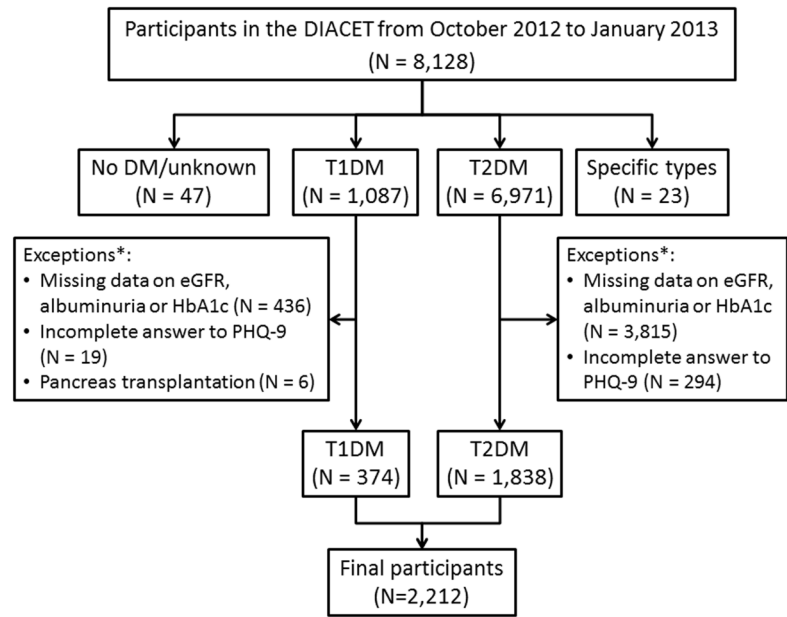 Participants in the DIACET from October 2012 to January 2013
(N = 8,128)
No DM/unknown
(N = 47)
T1DM
(N = 1,087)
T2DM
(N = 6,971)
Specific types
(N = 23)
Exceptions*:
• Missing data on eGFR,
albuminuria or HbA1c (N = 436)
• Incomplete answer to PHQ-9
(N = 19)
• Pancreas transplantation (N = 6)
Exceptions*:
• Missing data on eGFR,
albuminuria or HbA1c
(N = 3,815)
• Incomplete answer to
PHQ-9 (N = 294)
T1DM
(N = 374)
T2DM
(N = 1,838)
Final participants
(N=2,212)